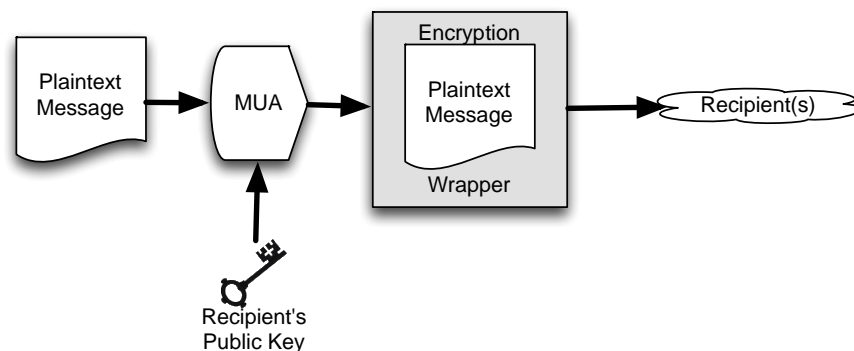 Plaintext
Message
MUA
Encryption
Plaintext
Message
Wrapper
Recipient(s)
Recipient's
Public Key